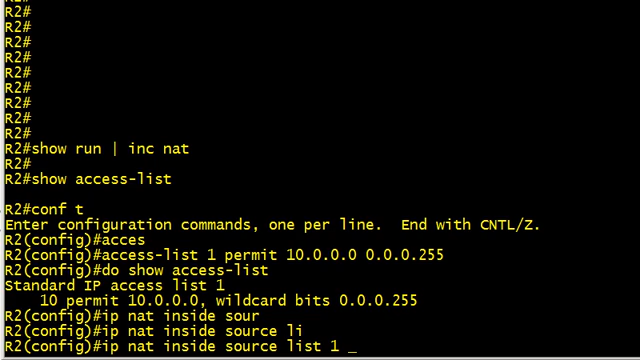 R2#
R2#
R2#
R2#
R2#
R2#
R2#
R2#
R2#
R2#show run | inc nat
R2#
R2#show access-list
R2#conf t
Enter configuration commands, one per line.  End with CNTL/Z.
R2(config)#acces
R2(config)#access-list 1 permit 10.0.0.0 0.0.0.255
R2(config)#do show access-list
Standard IP access list 1
    10 permit 10.0.0.0, wildcard bits 0.0.0.255
R2(config)#ip nat inside sour
R2(config)#ip nat inside source li
R2(config)#ip nat inside source list 1 _